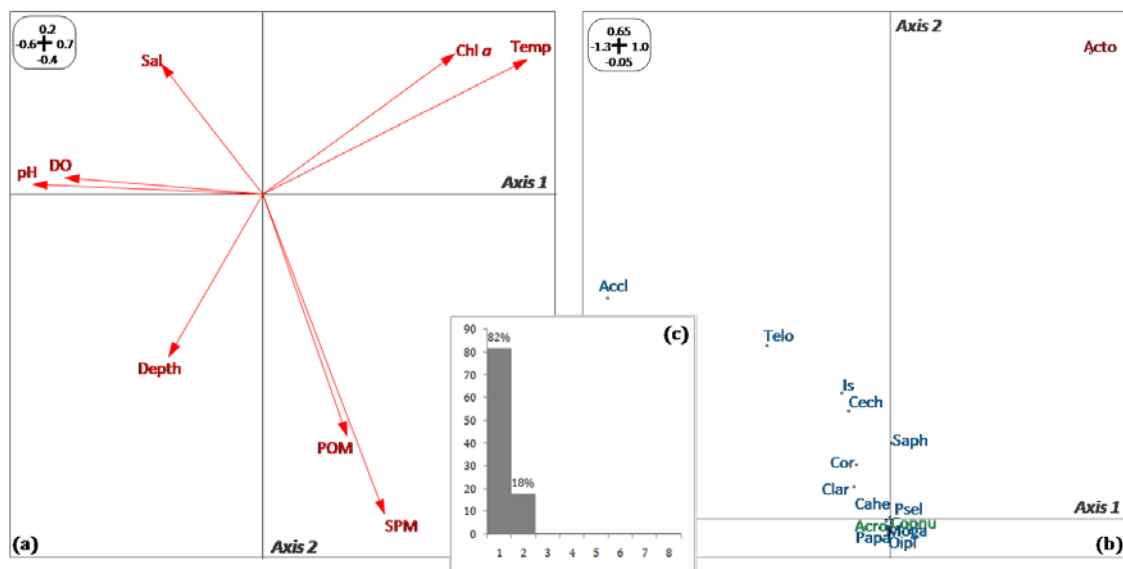 0.2
-0.6 0.7
-0.4
Sal
Chl a
Temp
pH DO
Axis 1
Depth
POM
SPM
(a)
Axis 2
0.65
-1.3 1.0
-0.05
Axis 2
Acto
Accl
Telo
Is
Cech
Saph
Cor
Clar
Cahe
Psel
Axis 1
Acro
Copnu
Moga
Papa
Oipl
(b)
(c)
90
80
70
60
50
40
30
20
10
0
82%
18%
1 2 3 4 5 6 7 8